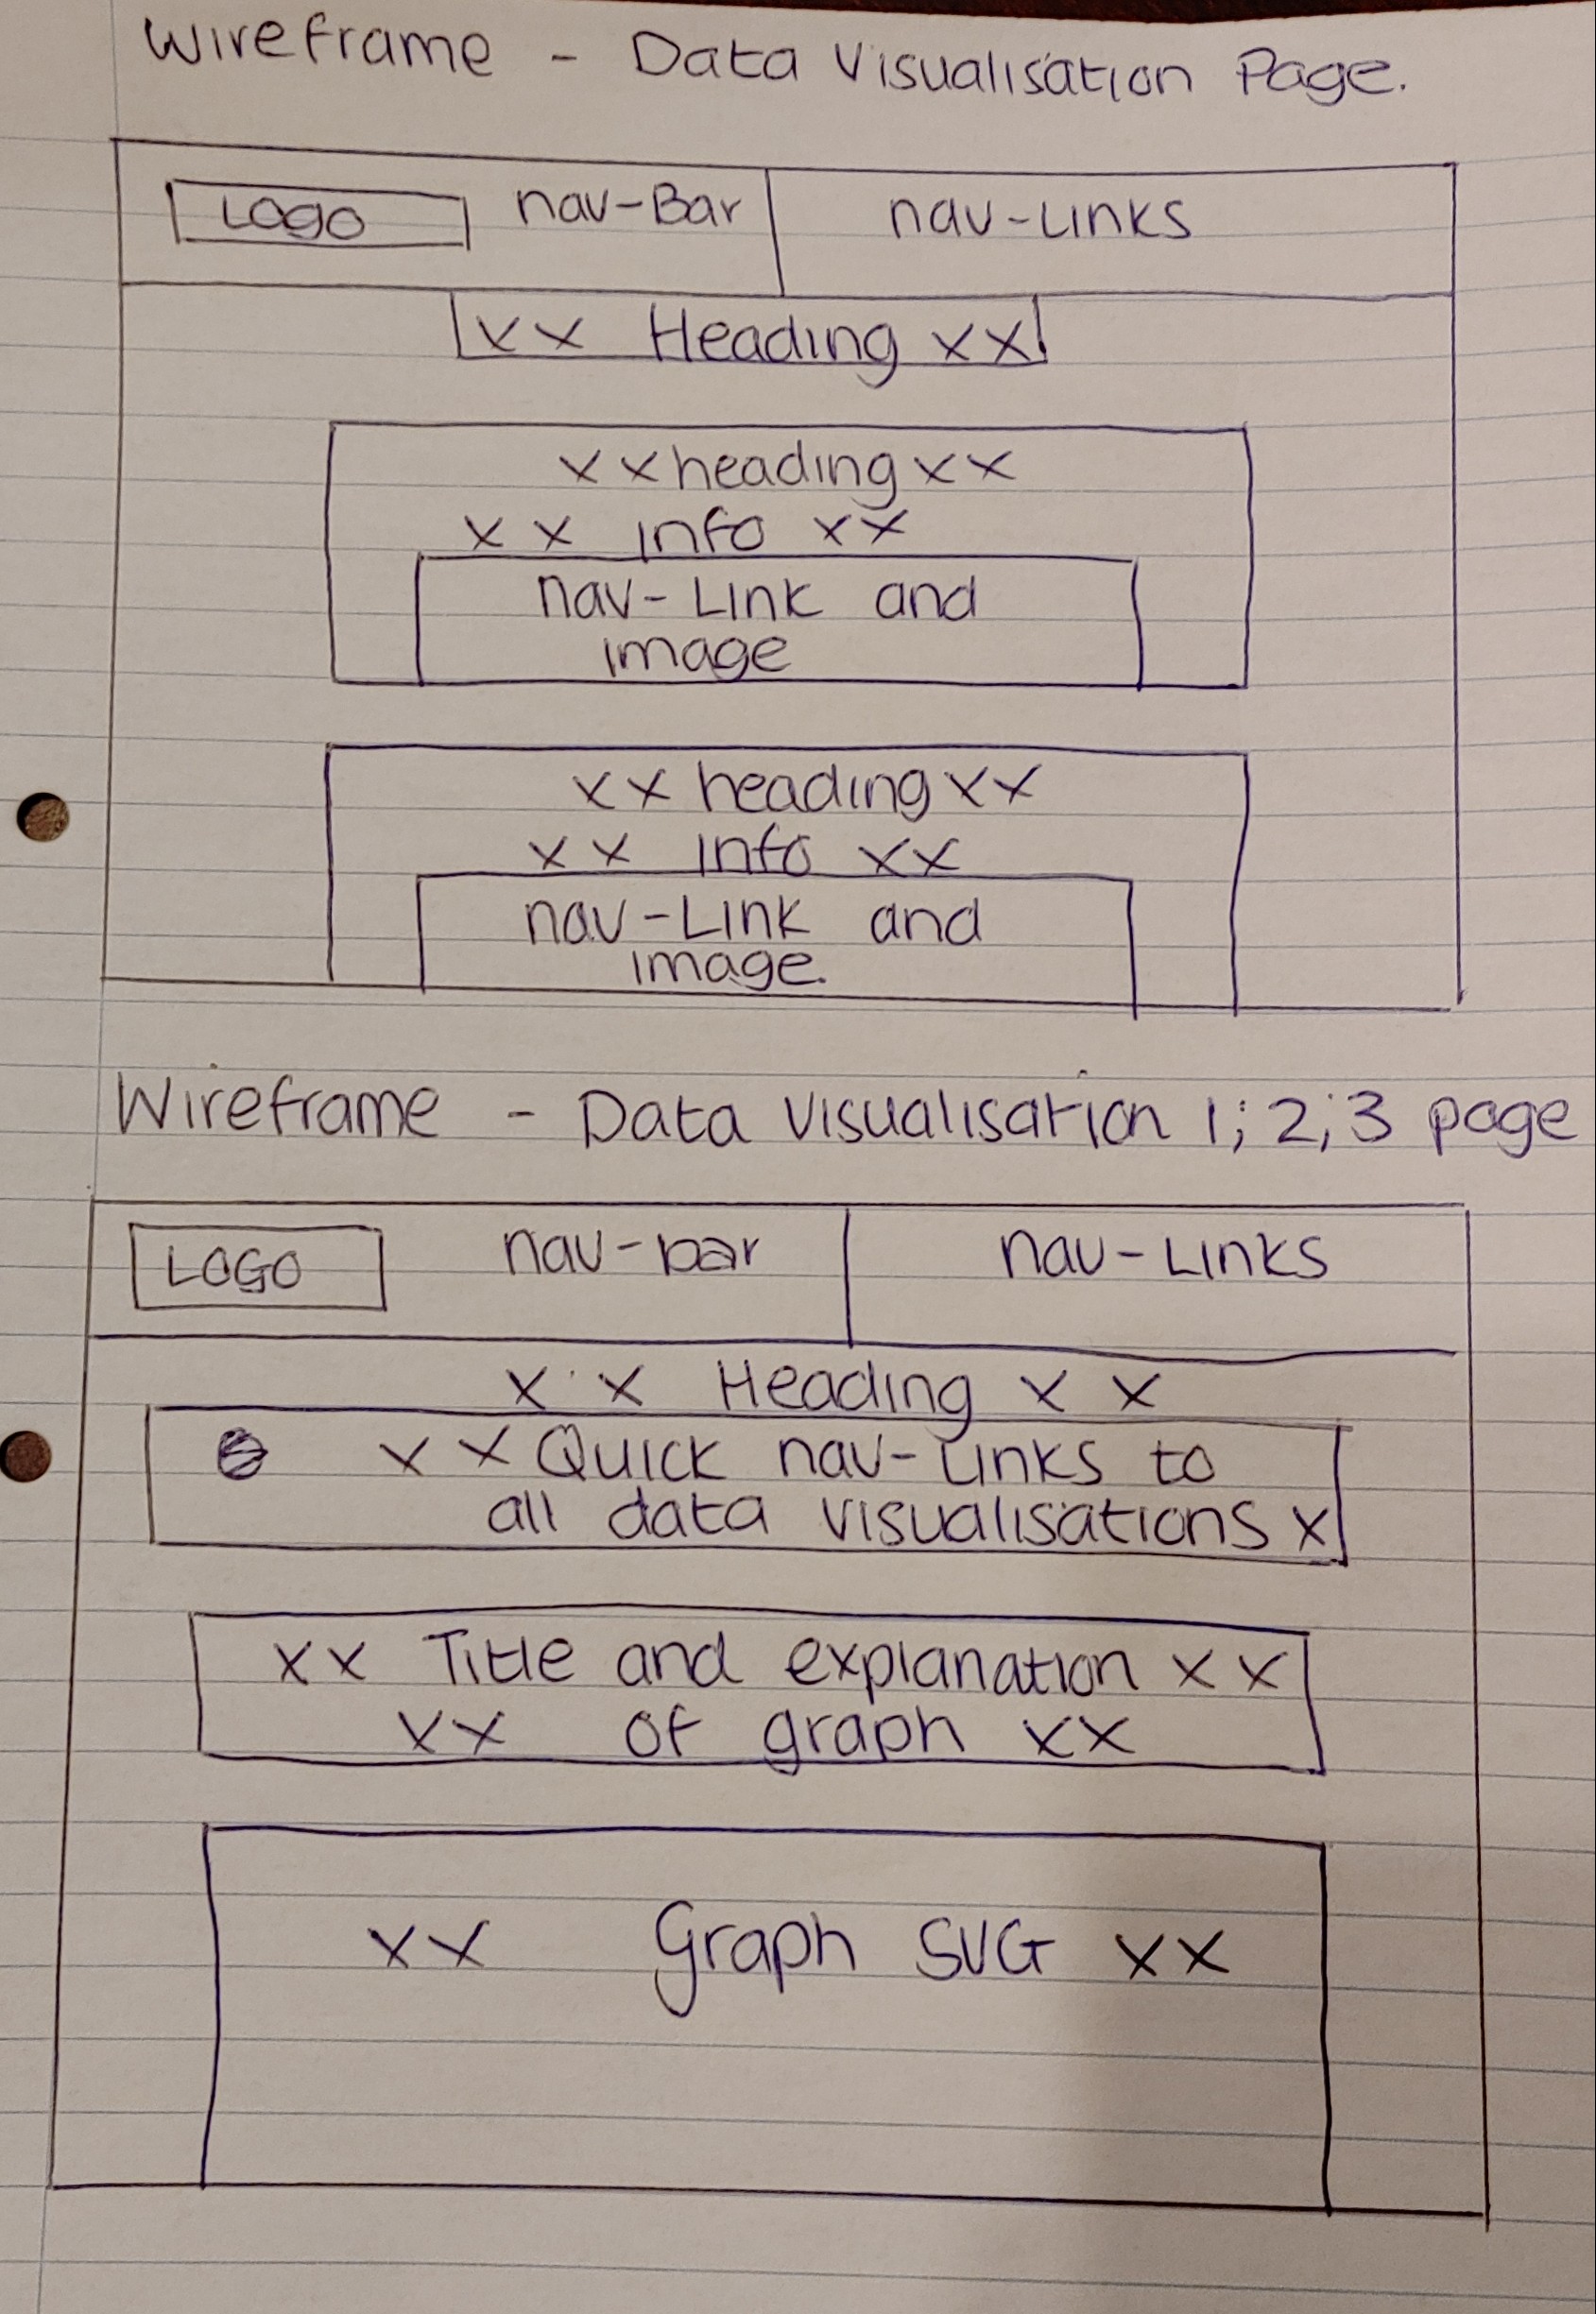 Wireframe - Data Visualisation Page.
LOGO nav-Bar nav-Links
xx Heading xx
xx heading xx
xx info xx
nav-Link and
image
xx heading xx
xx info xx
nav-Link and
image.
Wireframe - Data Visualisation 1; 2; 3 page
LOGO nav-bar nav-Links
x x Heading x x
x x Quick nav-Links to
all data visualisations x
xx Title and explanation xx
xx of graph xx
xx Graph SVG xx